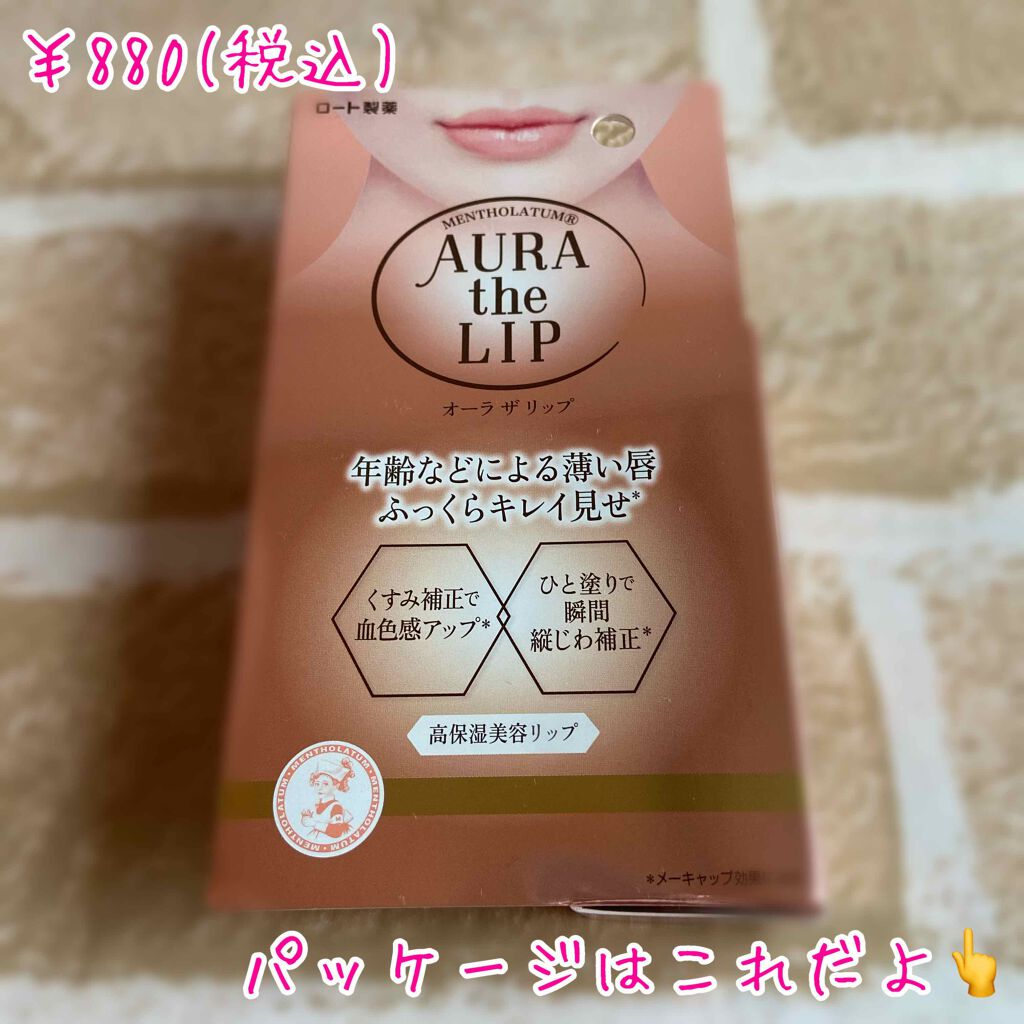 ¥880(税込)
ロート製薬
MENTHOLATUM®
AURA
the
LIP
オーラ ザ リップ
年齢などによる薄い唇
ふっくらキレイ見せ*
くすみ補正で
血色感アップ*
ひと塗りで
瞬間
縦じわ補正*
高保湿美容リップ
MENTHOLATUM・MENTHOLATUM・MENTHOLATUM
*メーキャップ効果
パッケージはこれだよ👆